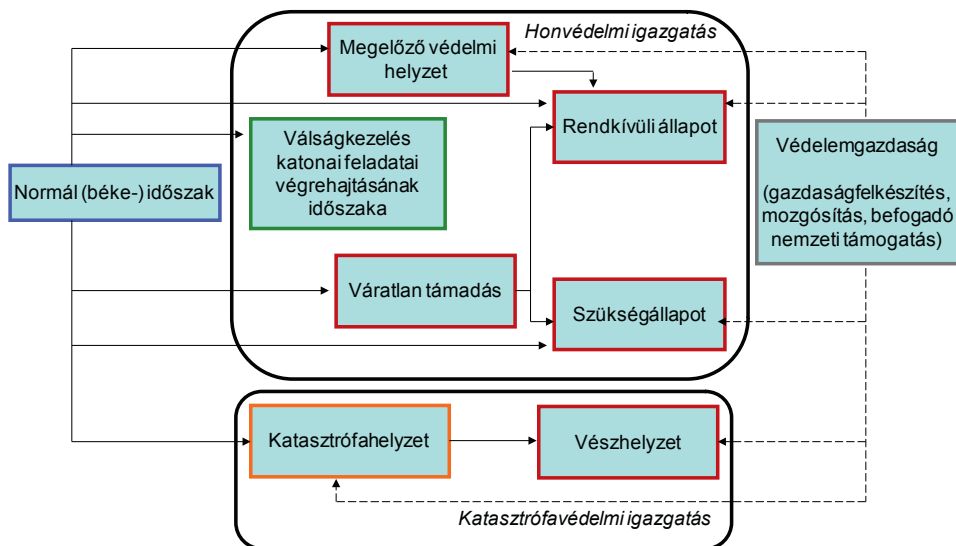 Honvédelmi igazgatás
Megelőző védelmi
helyzet
Rendkívüli állapot
Válságkezelés
katonai feladatai
végrehajtásának
időszaka
Védelemgazdaság
(gazdaságfelkészítés,
mozgósítás, befogadó
nemzeti támogatás)
Normál (béke-) időszak
Váratlan támadás
Szükségállapot
Katasztrófahelyzet
Vészhelyzet
Katasztrófavédelmi igazgatás